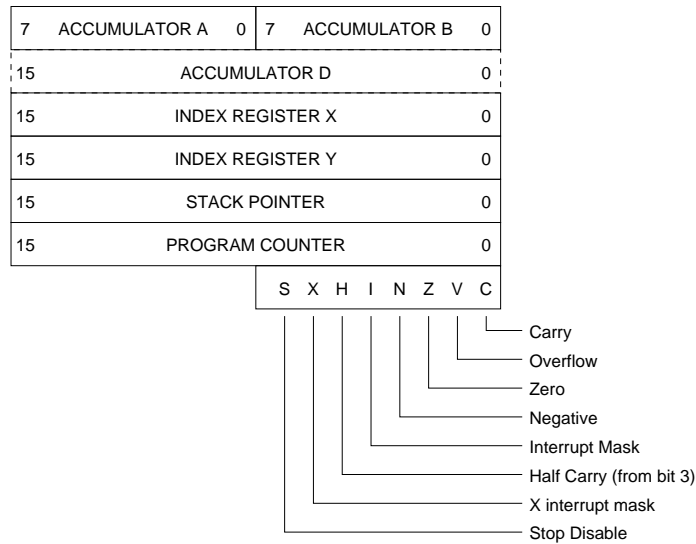 7 ACCUMULATOR A 0 7 ACCUMULATOR B 0
15 ACCUMULATOR D 0
15 INDEX REGISTER X 0
15 INDEX REGISTER Y 0
15 STACK POINTER 0
15 PROGRAM COUNTER 0
S X H I N Z V C
Carry
Overflow
Zero
Negative
Interrupt Mask
Half Carry (from bit 3)
X interrupt mask
Stop Disable